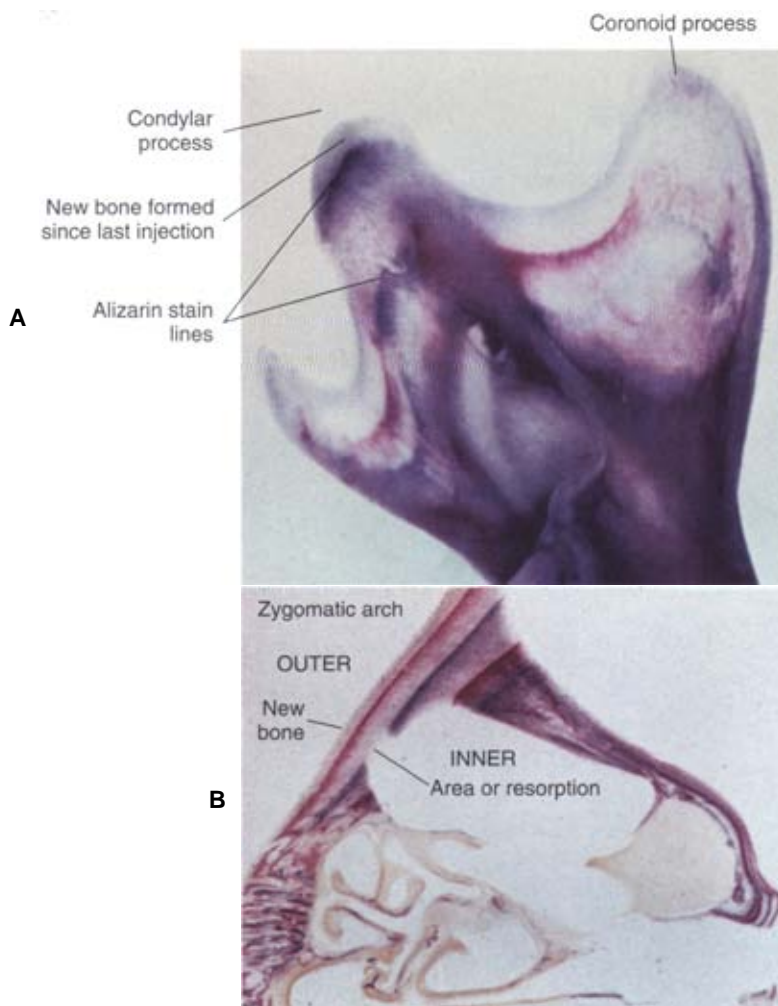 Coronoid process
Condylar
process
New bone formed
since last injection
Alizarin stain
lines
A
Zygomatic arch
OUTER
New
bone
INNER
Area or resorption
B